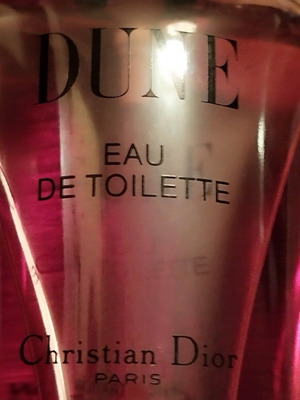 DUNE
EAU
DE TOILETTE
Christian Dior
PARIS